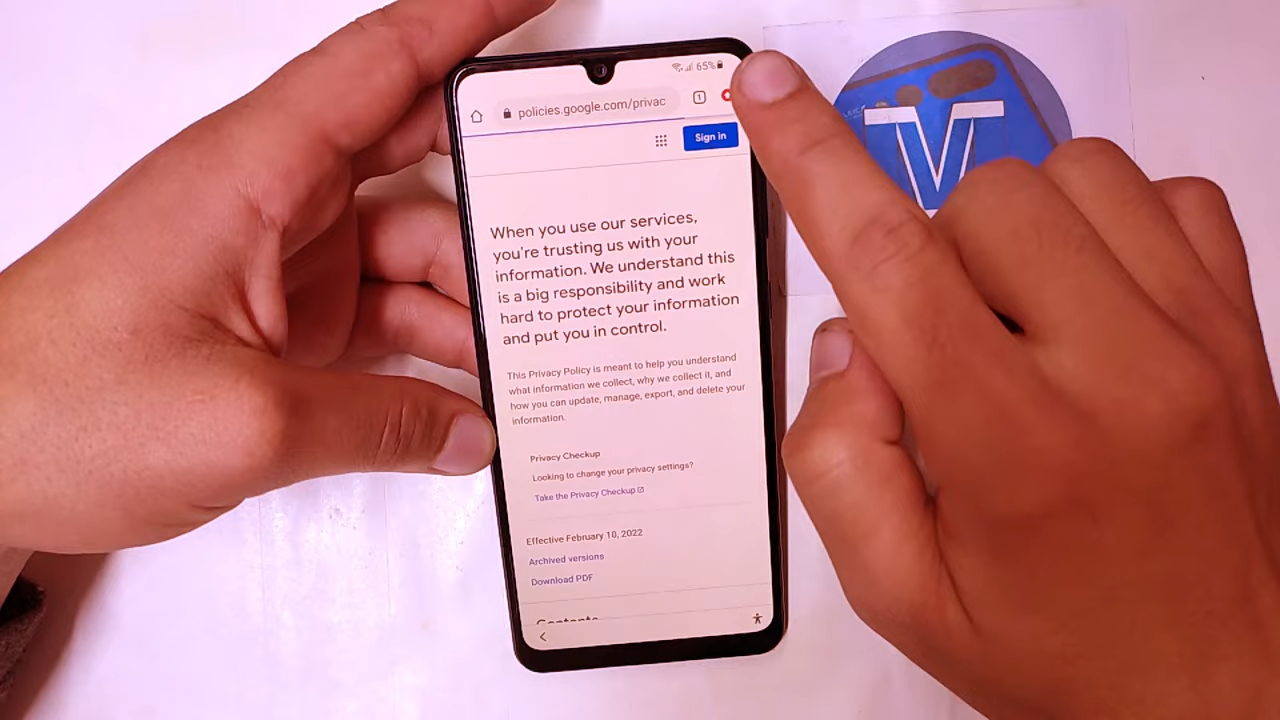 65%
policies.google.com/privac
1
Sign in
When you use our services,
you're trusting us with your
information. We understand this
is a big responsibility and work
hard to protect your information
and put you in control.
This Privacy Policy is meant to help you understand
what information we collect, why we collect it, and
how you can update, manage, export, and delete your
information.
Privacy Checkup
Looking to change your privacy settings?
Take the Privacy Checkup
Effective February 10, 2022
Archived versions
Download PDF
Contents
V